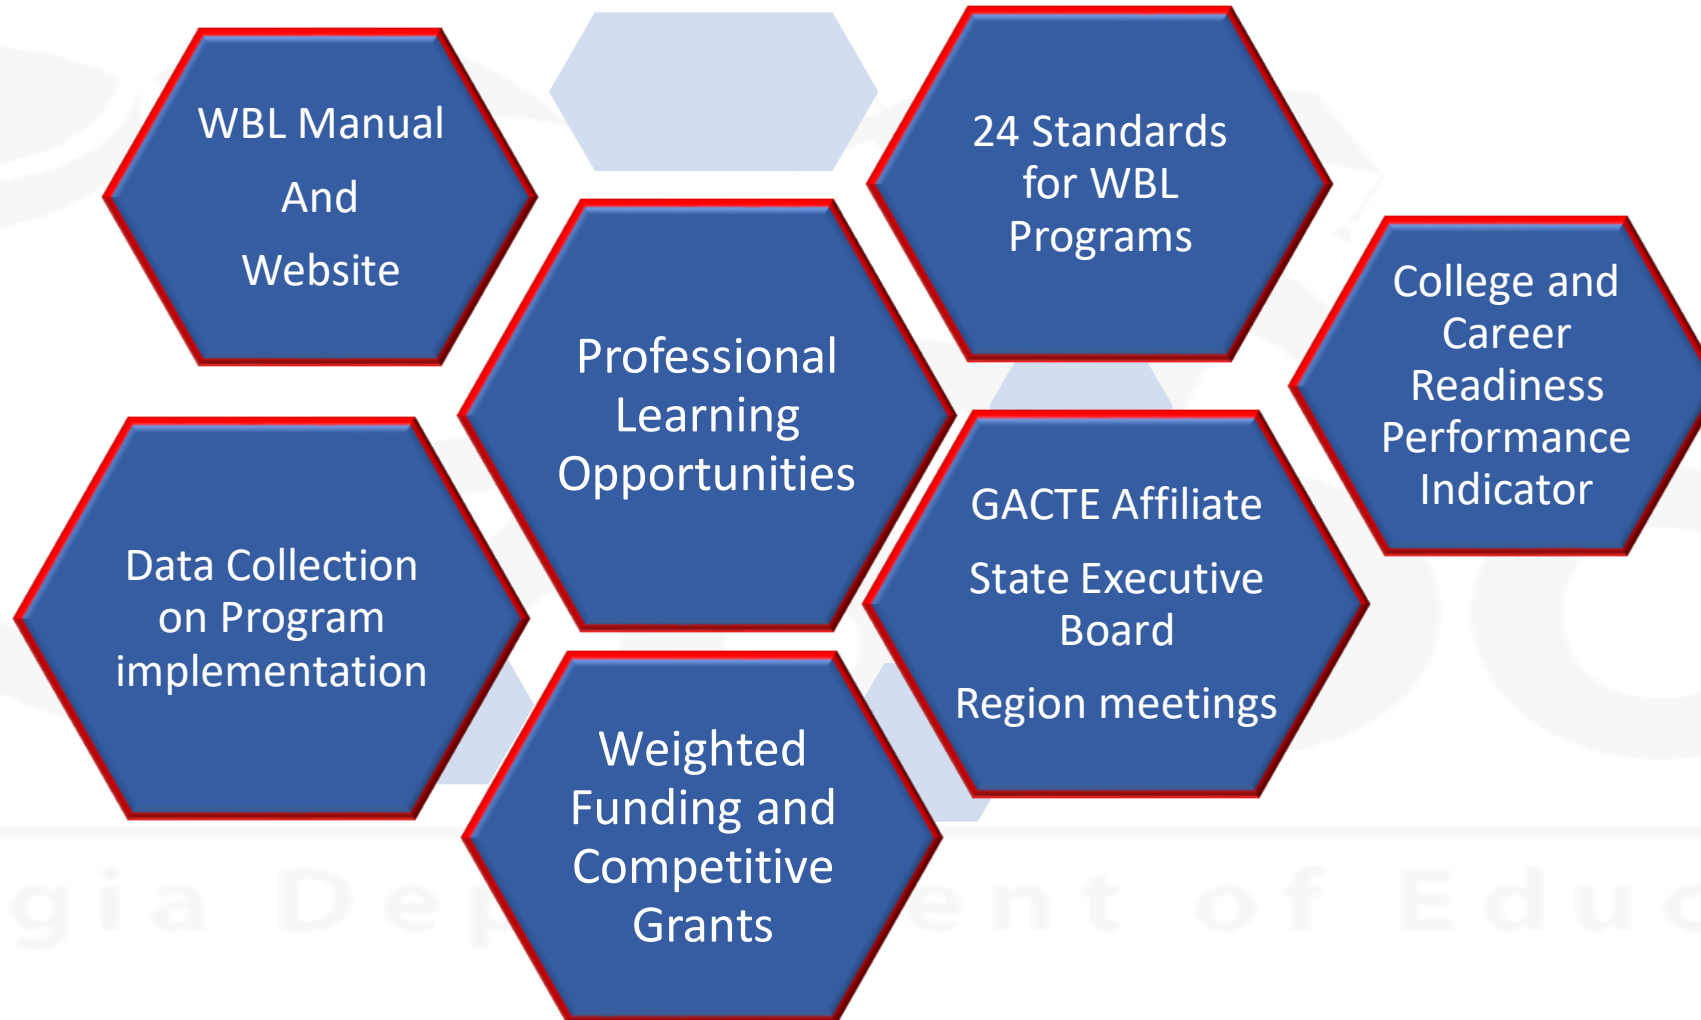 WBL Manual
And
Website
24 Standards
for WBL
Programs
College and
Career
Readiness
Performance
Indicator
Professional
Learning
Opportunities
GACTE Affiliate
State Executive
Board
Region meetings
Data Collection
on Program
implementation
Weighted
Funding and
Competitive
Grants